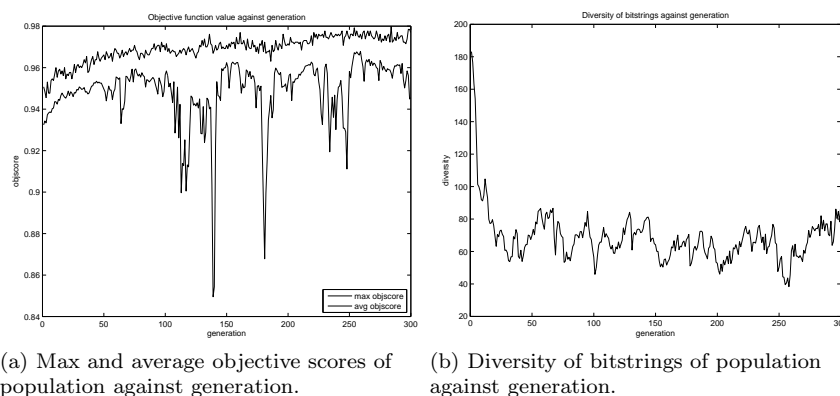 Objective function value against generation
0.98
0.96
0.94
0.92
0.9
0.88
0.86
0.84
objscore
0 50 100 150 200 250 300
generation
max objscore
avg objscore
Diversity of bitstrings against generation
200
180
160
140
120
100
80
60
40
20
diversity
0 50 100 150 200 250 300
generation
(a) Max and average objective scores of
population against generation.
(b) Diversity of bitstrings of population
against generation.